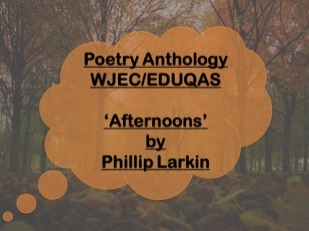 Poetry Anthology
WJEC/EDUQAS
‘Afternoons’
by
Phillip Larkin